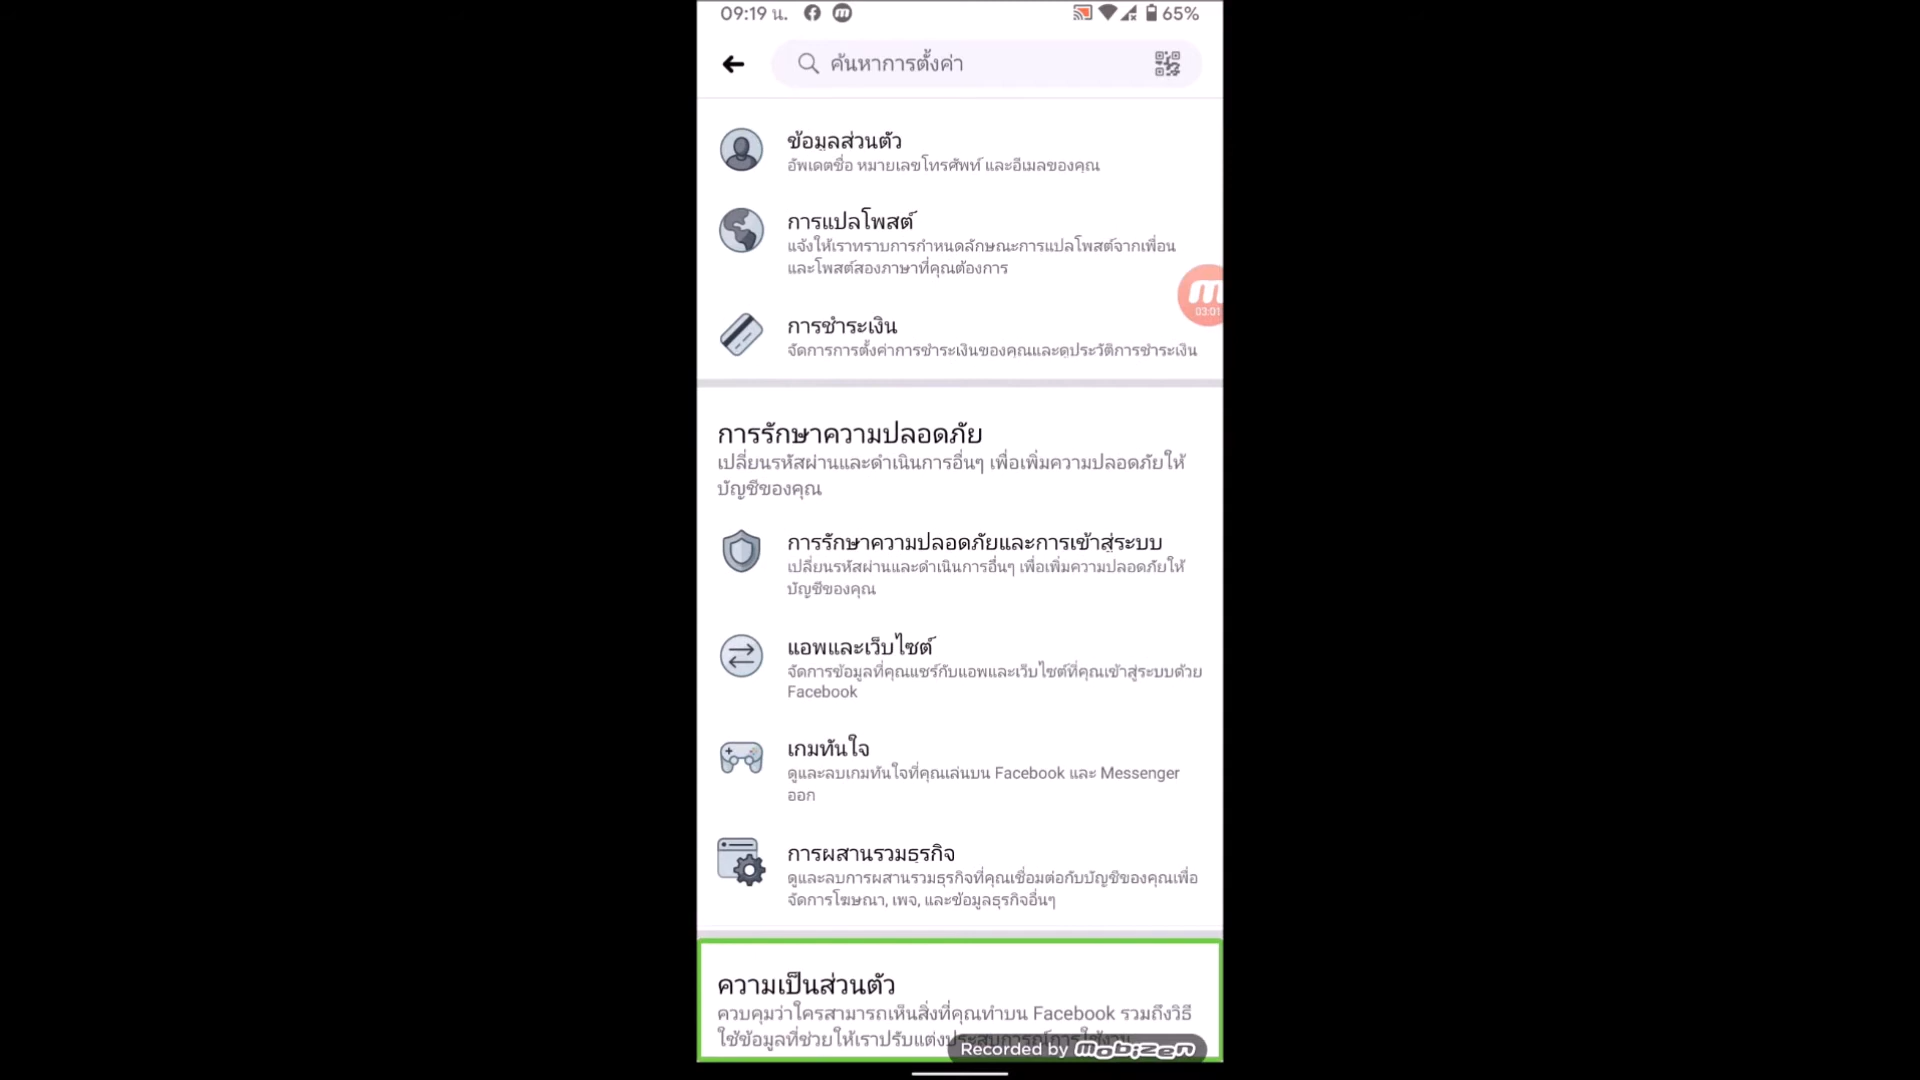 09:19 น. 65%
ค้นหาการตั้งค่า
ข้อมูลส่วนตัว
อัพเดตชื่อ หมายเลขโทรศัพท์ และอีเมลของคุณ
การแปลโพสต์
แจ้งให้เราทราบการกำหนดลักษณะการแปลโพสต์จากเพื่อน
และโพสต์สองภาษาที่คุณต้องการ
03:01
การชำระเงิน
จัดการการตั้งค่าการชำระเงินของคุณและดูประวัติการชำระเงิน
การรักษาความปลอดภัย
เปลี่ยนรหัสผ่านและดำเนินการอื่นๆ เพื่อเพิ่มความปลอดภัยให้
บัญชีของคุณ
การรักษาความปลอดภัยและการเข้าสู่ระบบ
เปลี่ยนรหัสผ่านและดำเนินการอื่นๆ เพื่อเพิ่มความปลอดภัยให้
บัญชีของคุณ
แอพและเว็บไซต์
จัดการข้อมูลที่คุณแชร์กับแอพและเว็บไซต์ที่คุณเข้าสู่ระบบด้วย
Facebook
เกมทันใจ
ดูและลบเกมทันใจที่คุณเล่นบน Facebook และ Messenger
ออก
การผสานรวมธุรกิจ
ดูและลบการผสานรวมธุรกิจที่คุณเชื่อมต่อกับบัญชีของคุณเพื่อ
จัดการโฆษณา, เพจ, และข้อมูลธุรกิจอื่นๆ
ความเป็นส่วนตัว
ควบคุมว่าใครสามารถเห็นสิ่งที่คุณทำบน Facebook รวมถึงวิธี
ใช้ข้อมูลที่ช่วยให้เราปรับแต่งประสบการณ์การใช้งาน
Recorded by mobizen